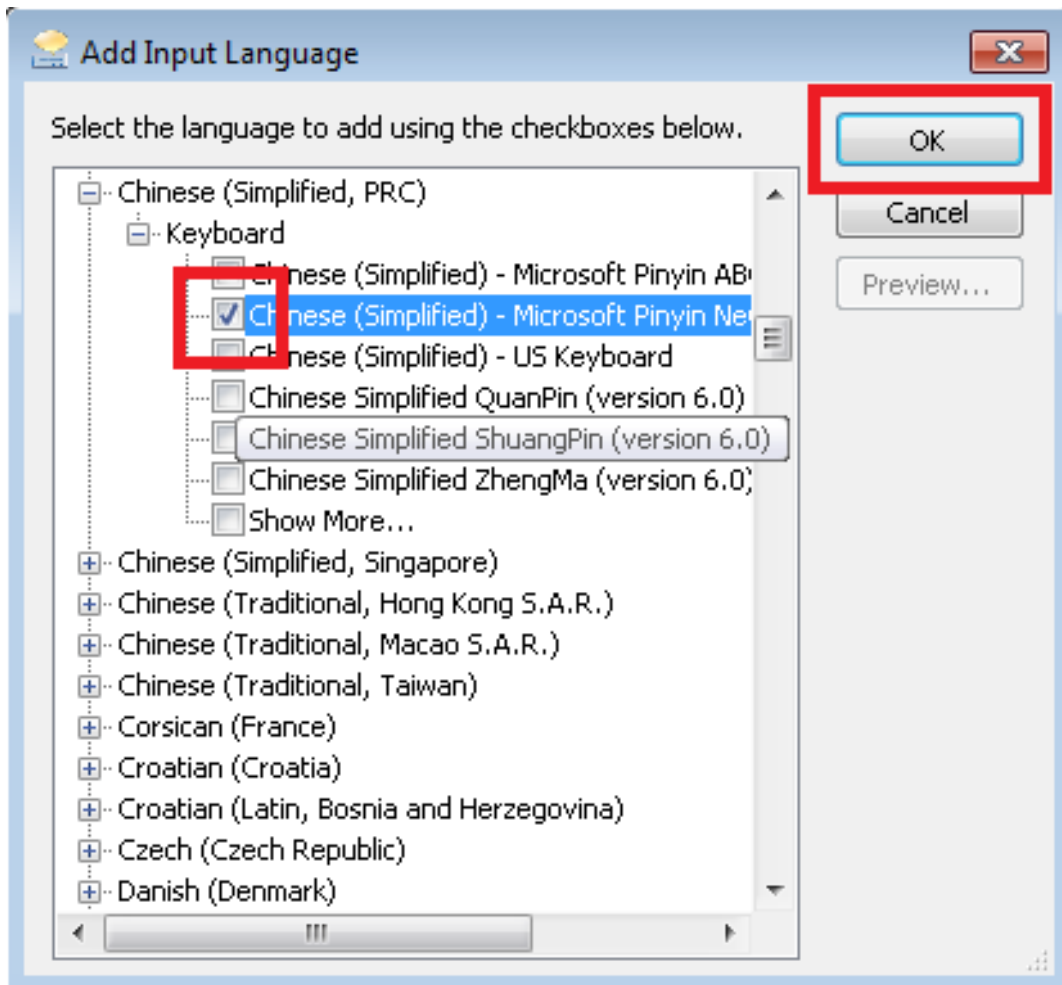 Add Input Language
Select the language to add using the checkboxes below.
OK
Cancel
Preview...
Chinese (Simplified, PRC)
Keyboard
Chinese (Simplified) - Microsoft Pinyin AB
Chinese (Simplified) - Microsoft Pinyin Ne
Chinese (Simplified) - US Keyboard
Chinese Simplified QuanPin (version 6.0)
Chinese Simplified ShuangPin (version 6.0)
Chinese Simplified ZhengMa (version 6.0)
Show More...
Chinese (Simplified, Singapore)
Chinese (Traditional, Hong Kong S.A.R.)
Chinese (Traditional, Macao S.A.R.)
Chinese (Traditional, Taiwan)
Corsican (France)
Croatian (Croatia)
Croatian (Latin, Bosnia and Herzegovina)
Czech (Czech Republic)
Danish (Denmark)